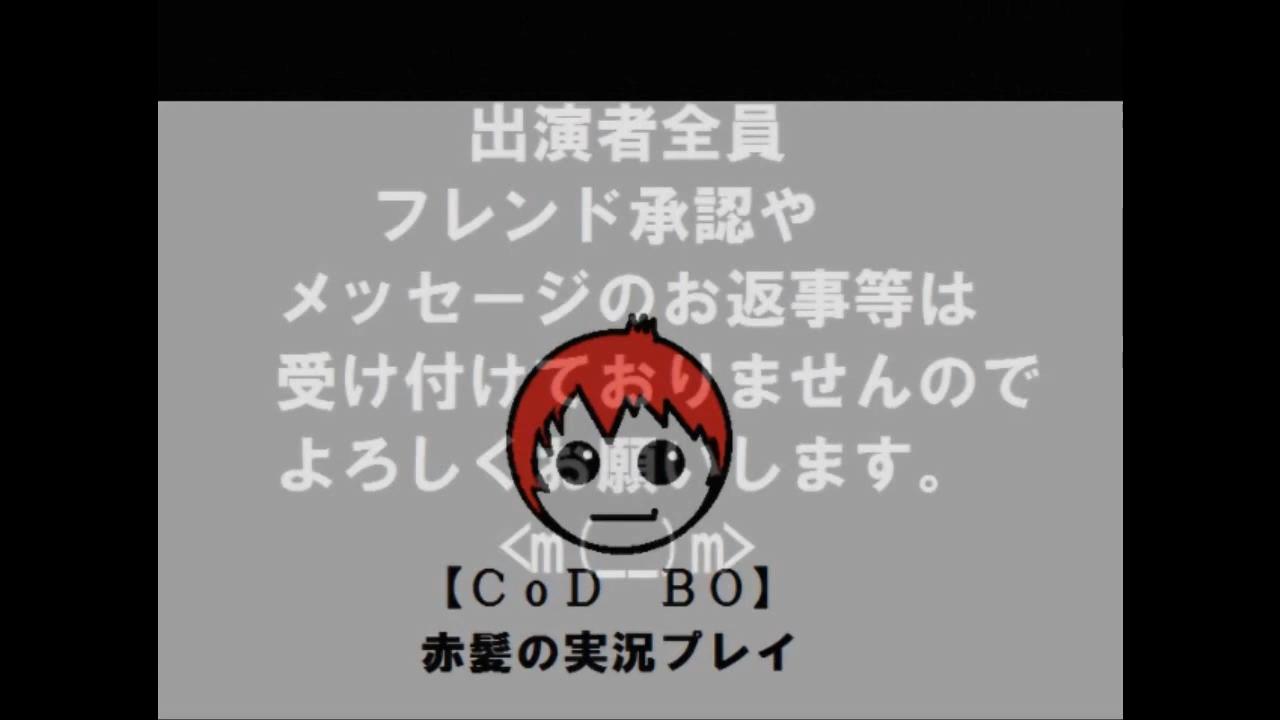 出演者全員
フレンド承認や
メッセージのお返事等は
受け付けておりませんので
よろしくお願いします。
<m(__)m>
【ＣｏＤ　ＢＯ】
赤髪の実況プレイ